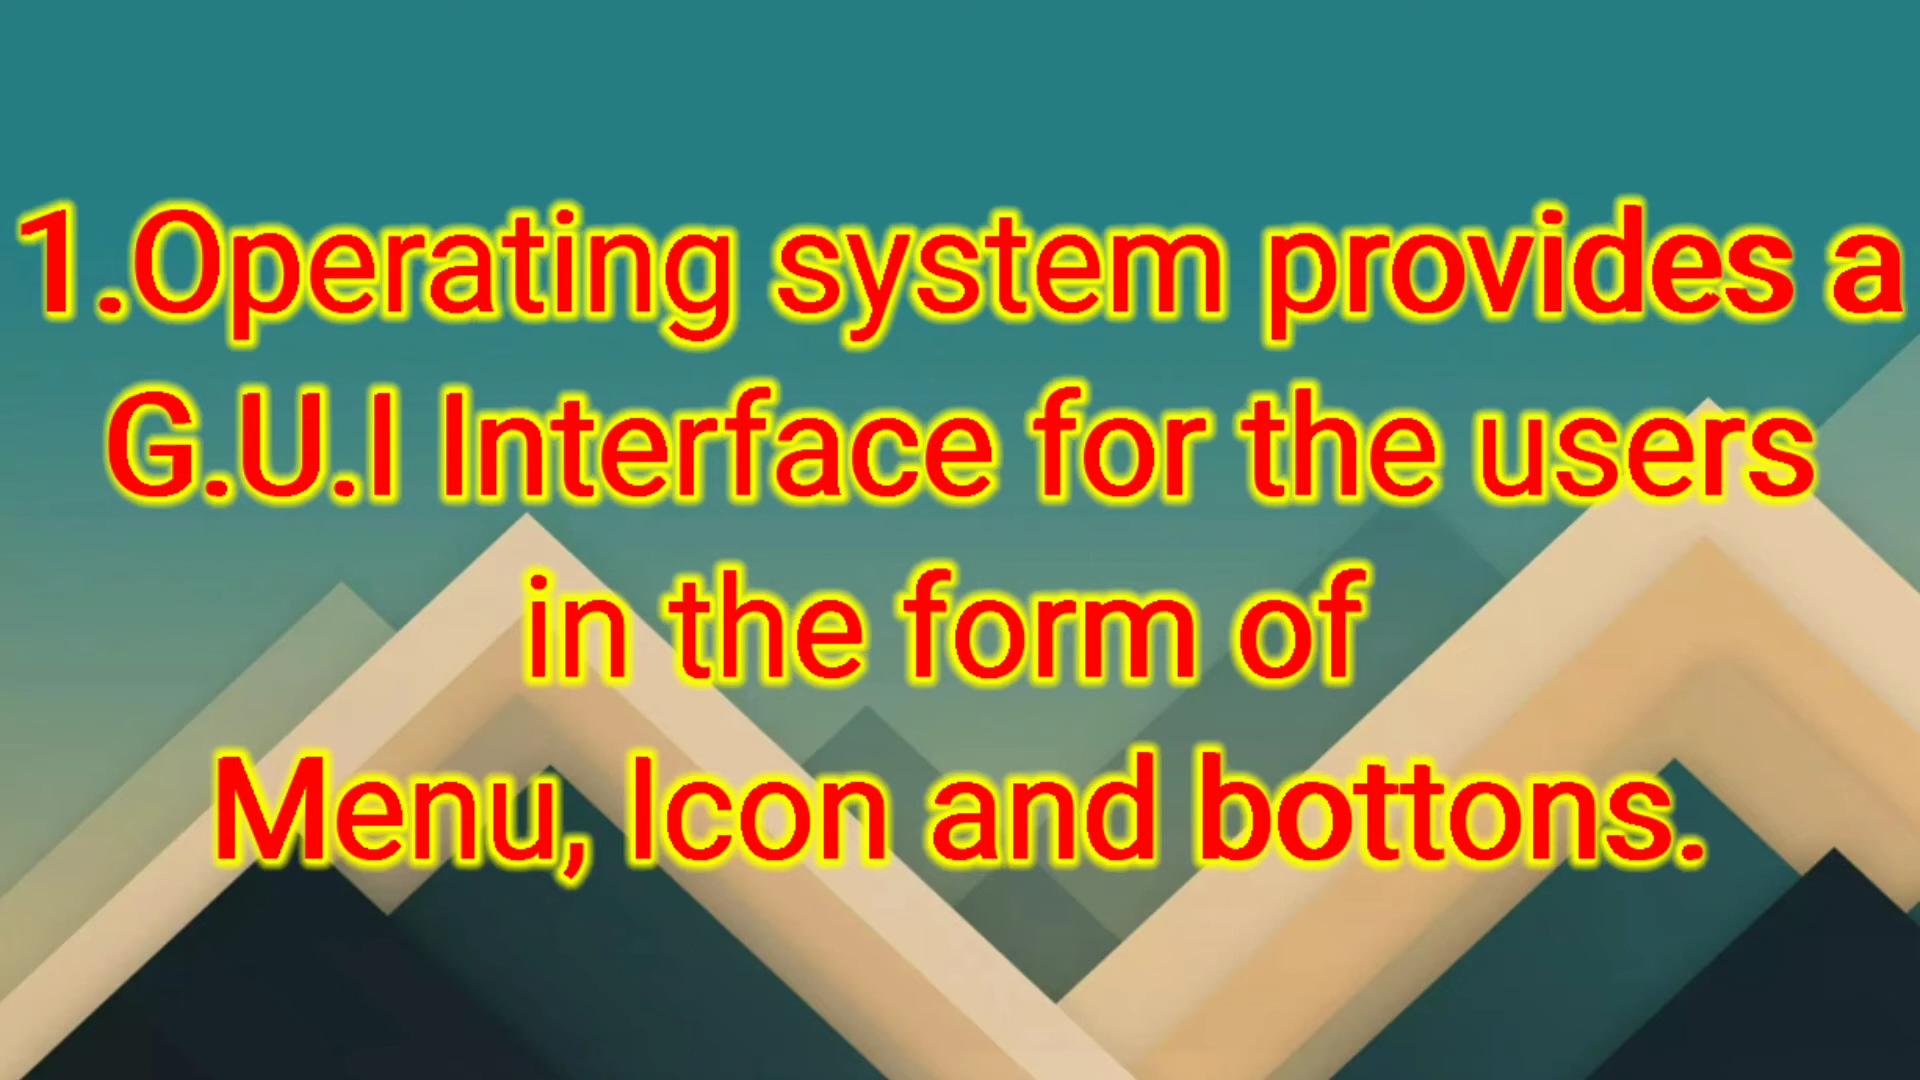 1.Operating system provides a
G.U.I Interface for the users
in the form of
Menu, Icon and bottons.